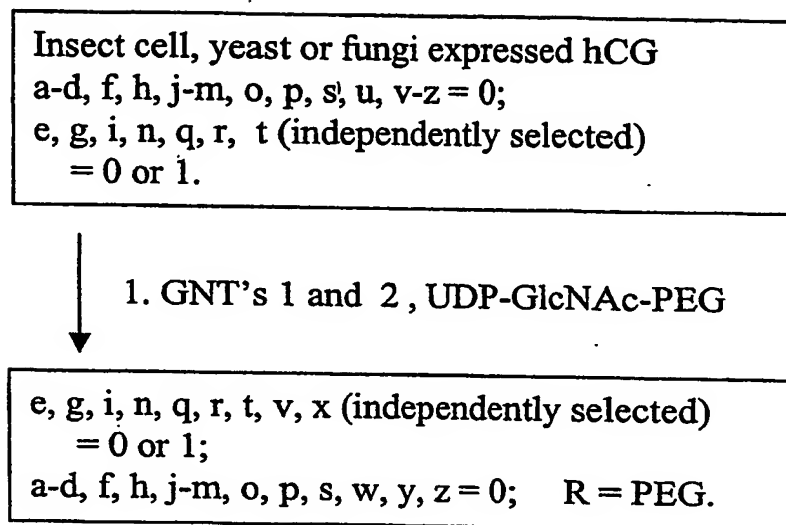 Insect cell, yeast or fungi expressed hCG
a-d, f, h, j-m, o, p, s, u, v-z = 0;
e, g, i, n, q, r, t (independently selected)
= 0 or 1.
1. GNT's 1 and 2 , UDP-GlcNAc-PEG
e, g, i, n, q, r, t, v, x (independently selected)
= 0 or 1;
a-d, f, h, j-m, o, p, s, w, y, z = 0; R = PEG.